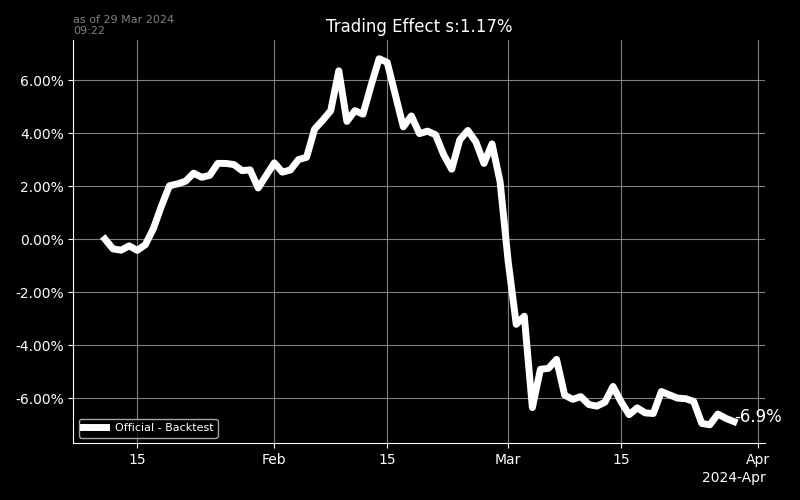 as of 29 Mar 2024
09:22
Trading Effect s:1.17%
6.00%
4.00%
2.00%
0.00%
-2.00%
-4.00%
-6.00%
-6.9%
Official - Backtest
15
Feb
15
Mar
15
Apr
2024-Apr